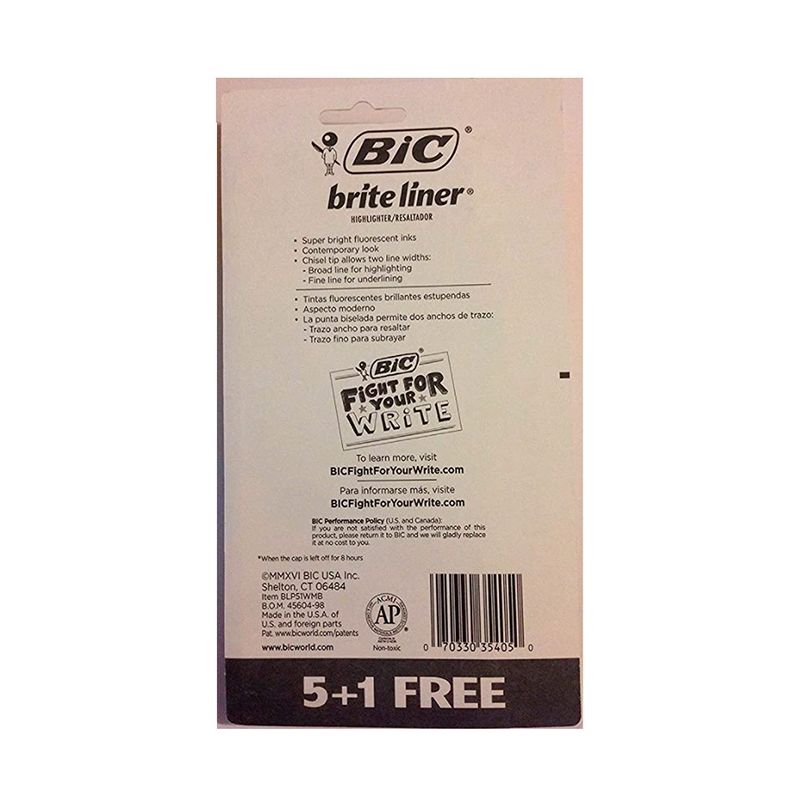 BiC®
brite liner®
HIGHLIGHTER/RESALTADOR
• Super bright fluorescent inks
• Contemporary look
• Chisel tip allows two line widths:
- Broad line for highlighting
- Fine line for underlining
• Tintas fluorescentes brillantes estupendas
• Aspecto moderno
• La punta biselada permite dos anchos de trazo:
- Trazo ancho para resaltar
- Trazo fino para subrayar
BiC®
FiGHT FOR
YOUR
WRiTE
To learn more, visit
BICFightForYourWrite.com
Para informarse más, visite
BICFightForYourWrite.com
BIC Performance Policy (U.S. and Canada):
If you are not satisfied with the performance of this
product, please return it to BIC and we will gladly replace
it at no cost to you.
*When the cap is left off for 8 hours
©MMXVI BIC USA Inc.
Shelton, CT 06484
Item BLP51WMB
B.O.M. 45604-98
Made in the U.S.A. of
U.S. and foreign parts
Pat. www.bicworld.com/patents
www.bicworld.com
ACMI
AP®
Non-toxic
0 70330 35405 0
5+1 FREE